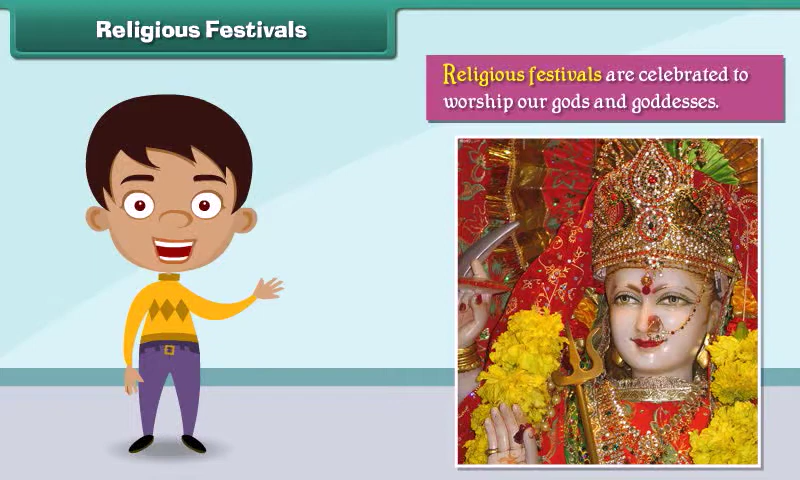 Religious Festivals
Religious festivals are celebrated to
worship our gods and goddesses.